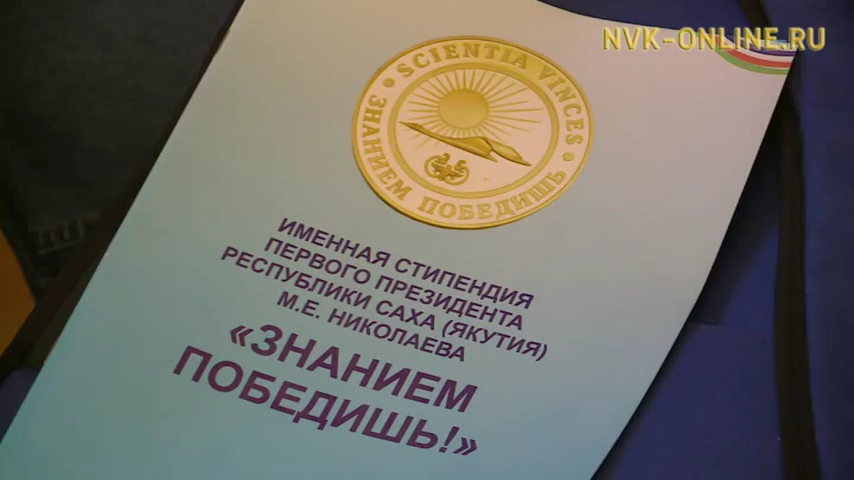 NVK-ONLINE.RU
SCIENTIA VINCES
ЗНАНИЕМ ПОБЕДИШЬ
ИМЕННАЯ СТИПЕНДИЯ
ПЕРВОГО ПРЕЗИДЕНТА
РЕСПУБЛИКИ САХА (ЯКУТИЯ)
М.Е. НИКОЛАЕВА
«ЗНАНИЕМ
ПОБЕДИШЬ!»